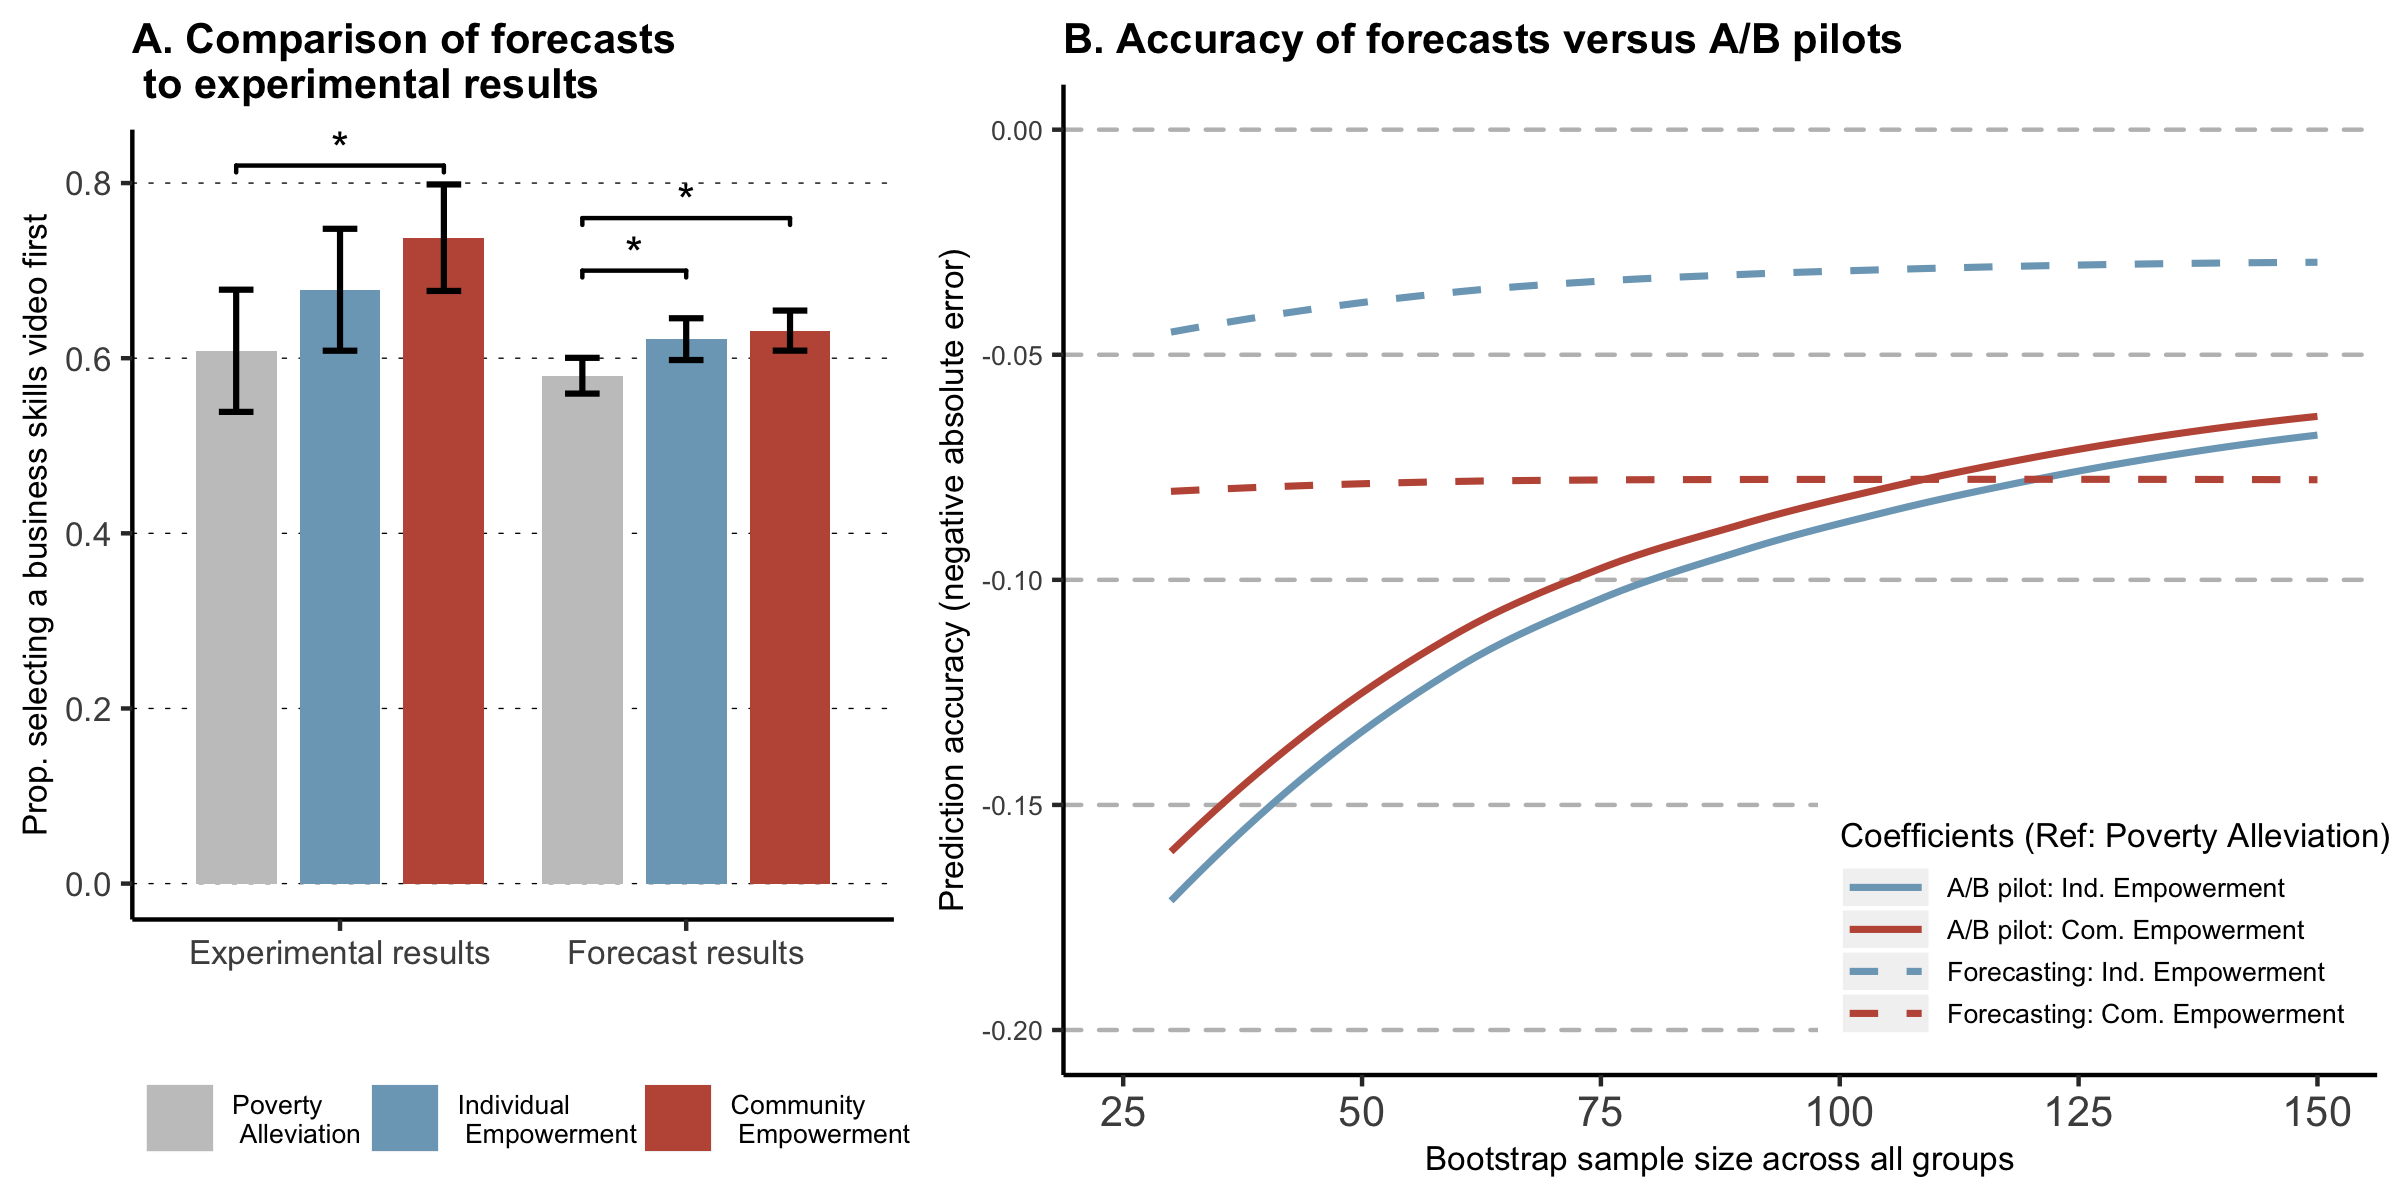 A. Comparison of forecasts
to experimental results
Prop. selecting a business skills video first
0.8
0.6
0.4
0.2
0.0
*
*
*
Experimental results
Forecast results
Poverty
Alleviation
Individual
Empowerment
Community
Empowerment
B. Accuracy of forecasts versus A/B pilots
Prediction accuracy (negative absolute error)
0.00
-0.05
-0.10
-0.15
-0.20
Coefficients (Ref: Poverty Alleviation)
A/B pilot: Ind. Empowerment
A/B pilot: Com. Empowerment
Forecasting: Ind. Empowerment
Forecasting: Com. Empowerment
25 50 75 100 125 150
Bootstrap sample size across all groups